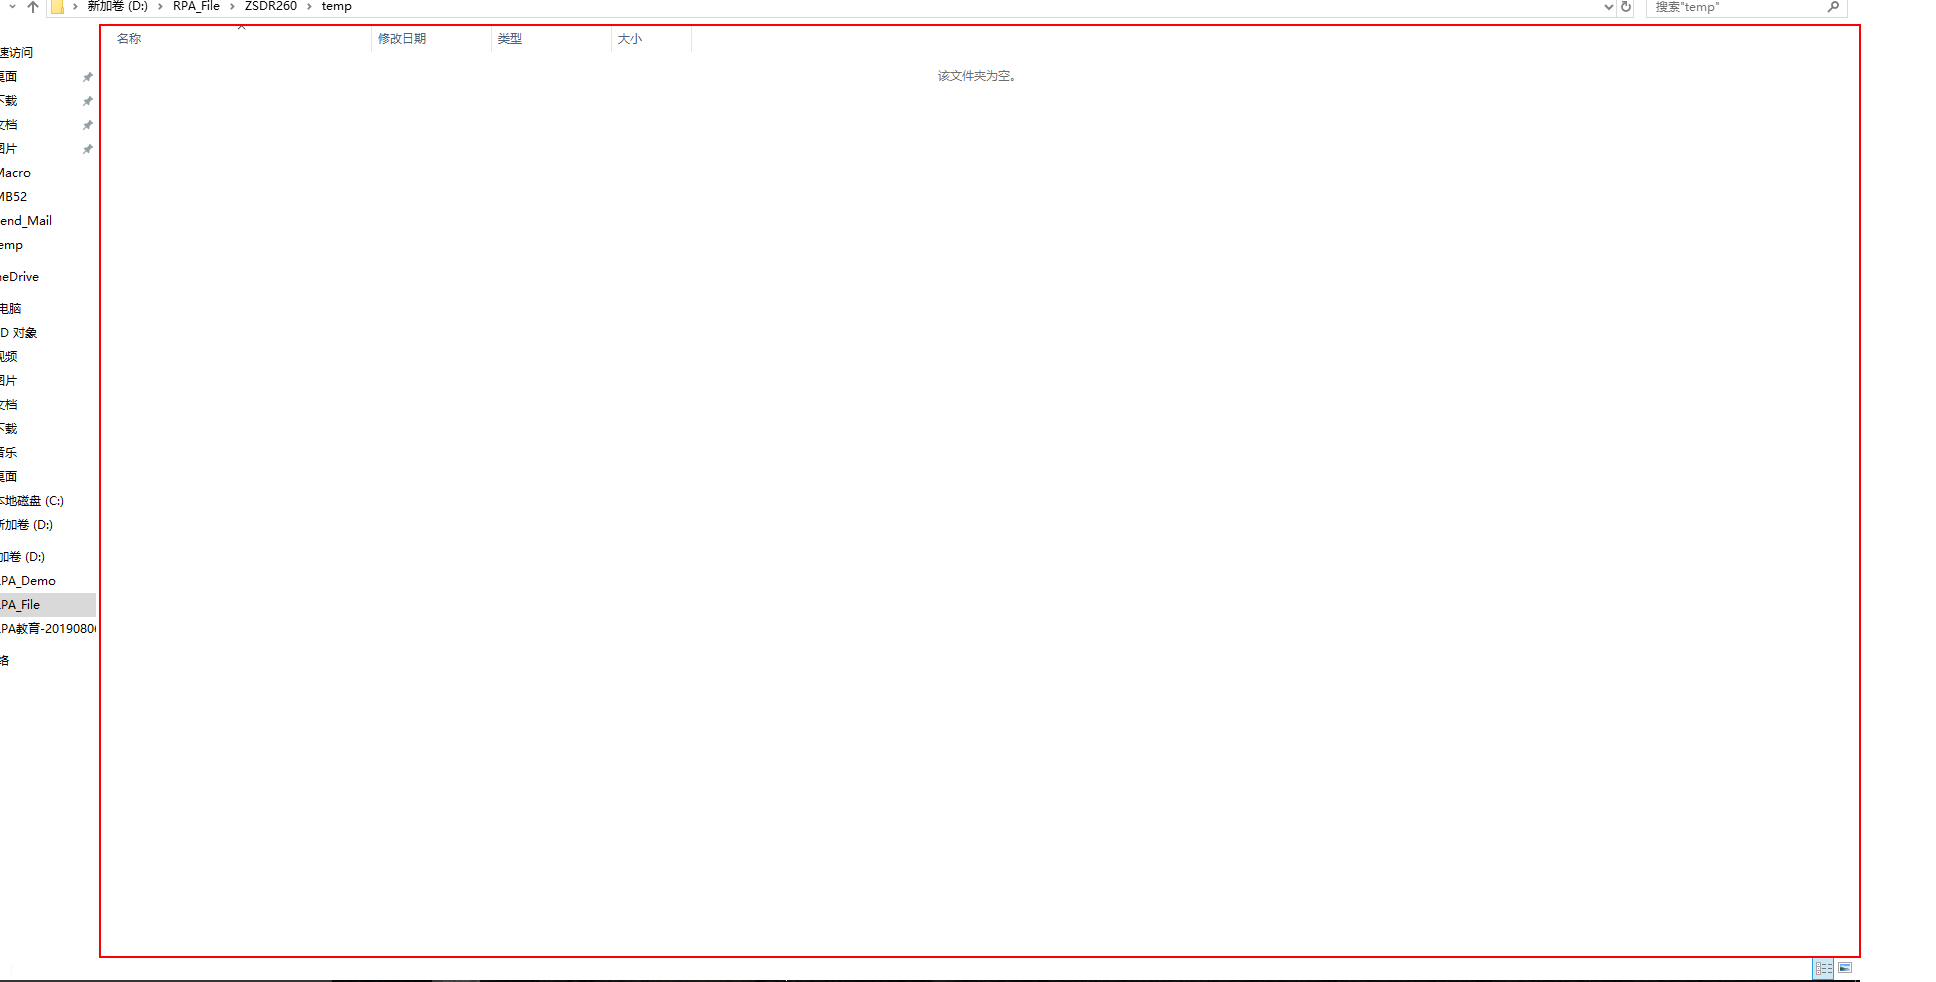 新加卷 (D:) › RPA_File › ZSDR260 › temp
搜索"temp"
名称 修改日期 类型 大小
该文件夹为空。
速访问
桌面
下载
文档
图片
Macro
MB52
end_Mail
emp
neDrive
电脑
D 对象
视频
图片
文档
下载
音乐
桌面
本地磁盘 (C:)
新加卷 (D:)
加卷 (D:)
PA_Demo
PA_File
PA教育-2019080
络